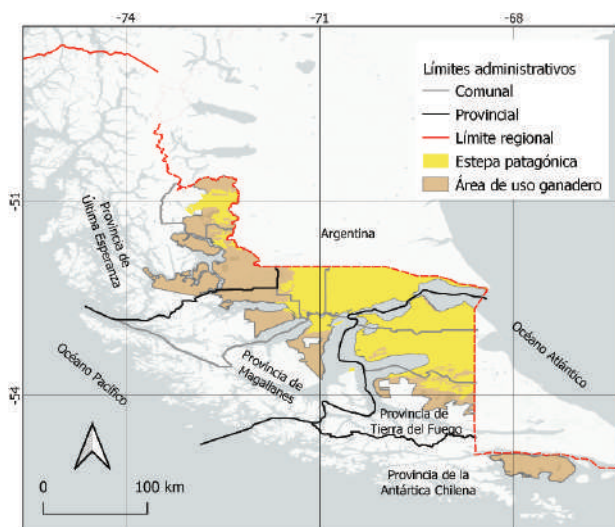 -74
-71
-68
Límites administrativos
Comunal
Provincial
Límite regional
Estepa patagónica
Área de uso ganadero
-51
Provincia de
Última Esperanza
Argentina
Océano Atlántico
Océano Pacífico
Provincia de
Magallanes
-54
Provincia de
Tierra del Fuego
Provincia de la
Antártica Chilena
0 100 km